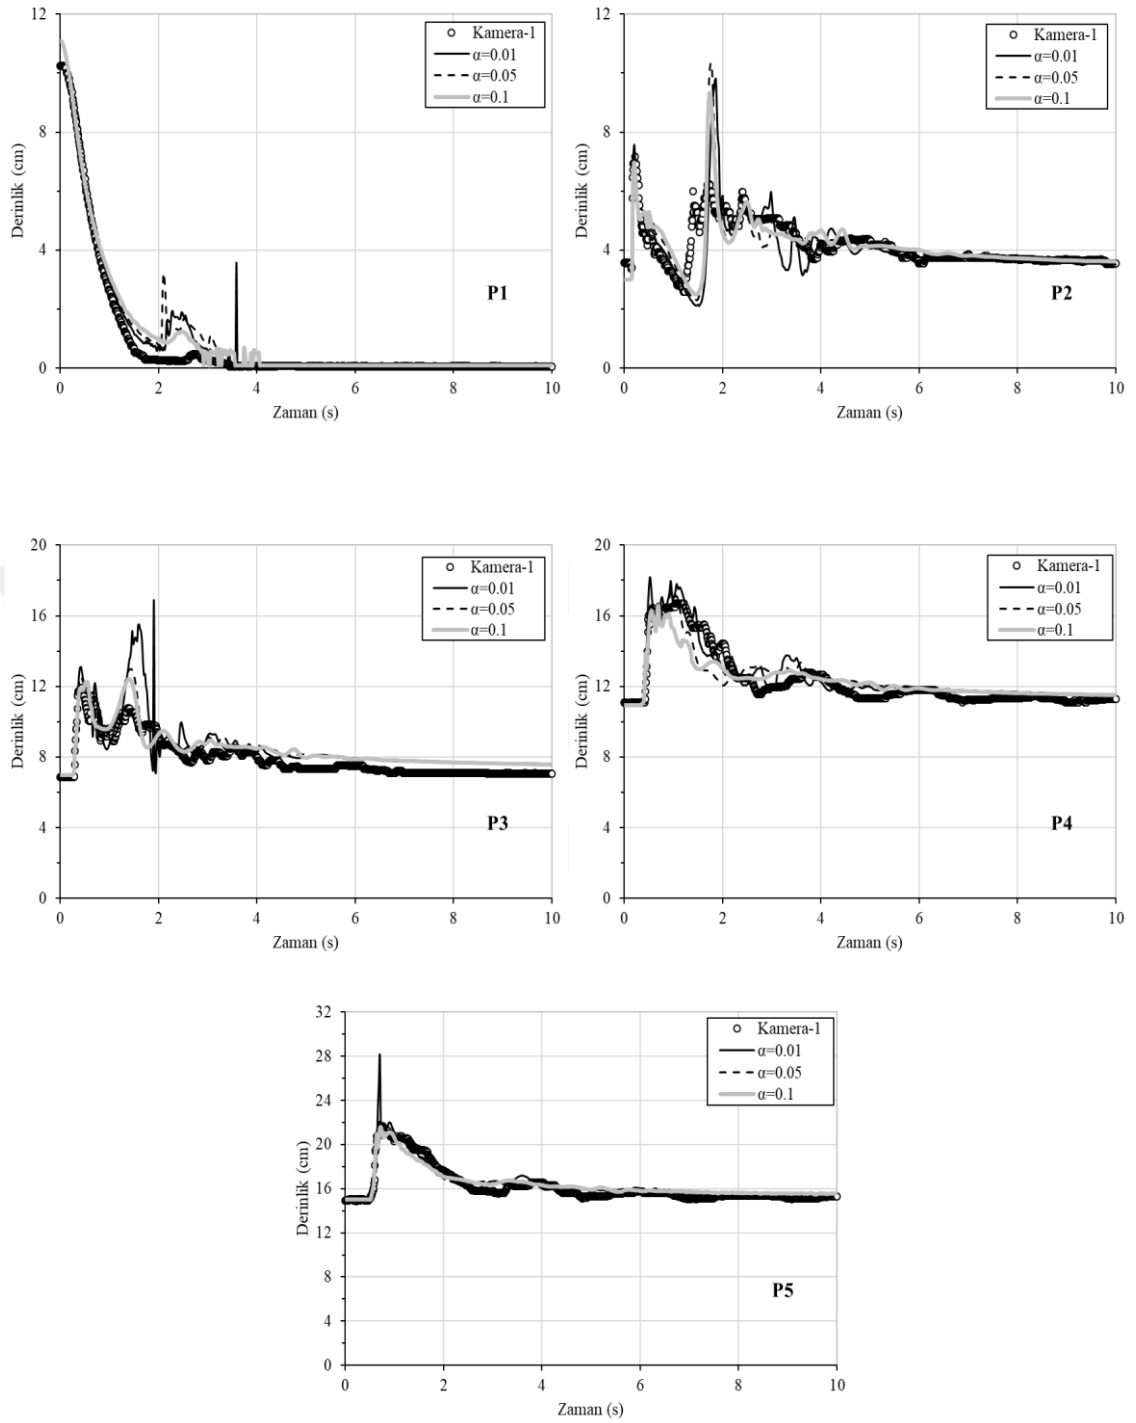 12
8
4
0
Derinlik (cm)
Kamera-1
α=0.01
α=0.05
α=0.1
P1
0 2 4 6 8 10
Zaman (s)
12
8
4
0
Derinlik (cm)
Kamera-1
α=0.01
α=0.05
α=0.1
P2
0 2 4 6 8 10
Zaman (s)
20
16
12
8
4
0
Derinlik (cm)
Kamera-1
α=0.01
α=0.05
α=0.1
P3
0 2 4 6 8 10
Zaman (s)
20
16
12
8
4
0
Derinlik (cm)
Kamera-1
α=0.01
α=0.05
α=0.1
P4
0 2 4 6 8 10
Zaman (s)
32
28
24
20
16
12
8
4
0
Derinlik (cm)
Kamera-1
α=0.01
α=0.05
α=0.1
P5
0 2 4 6 8 10
Zaman (s)